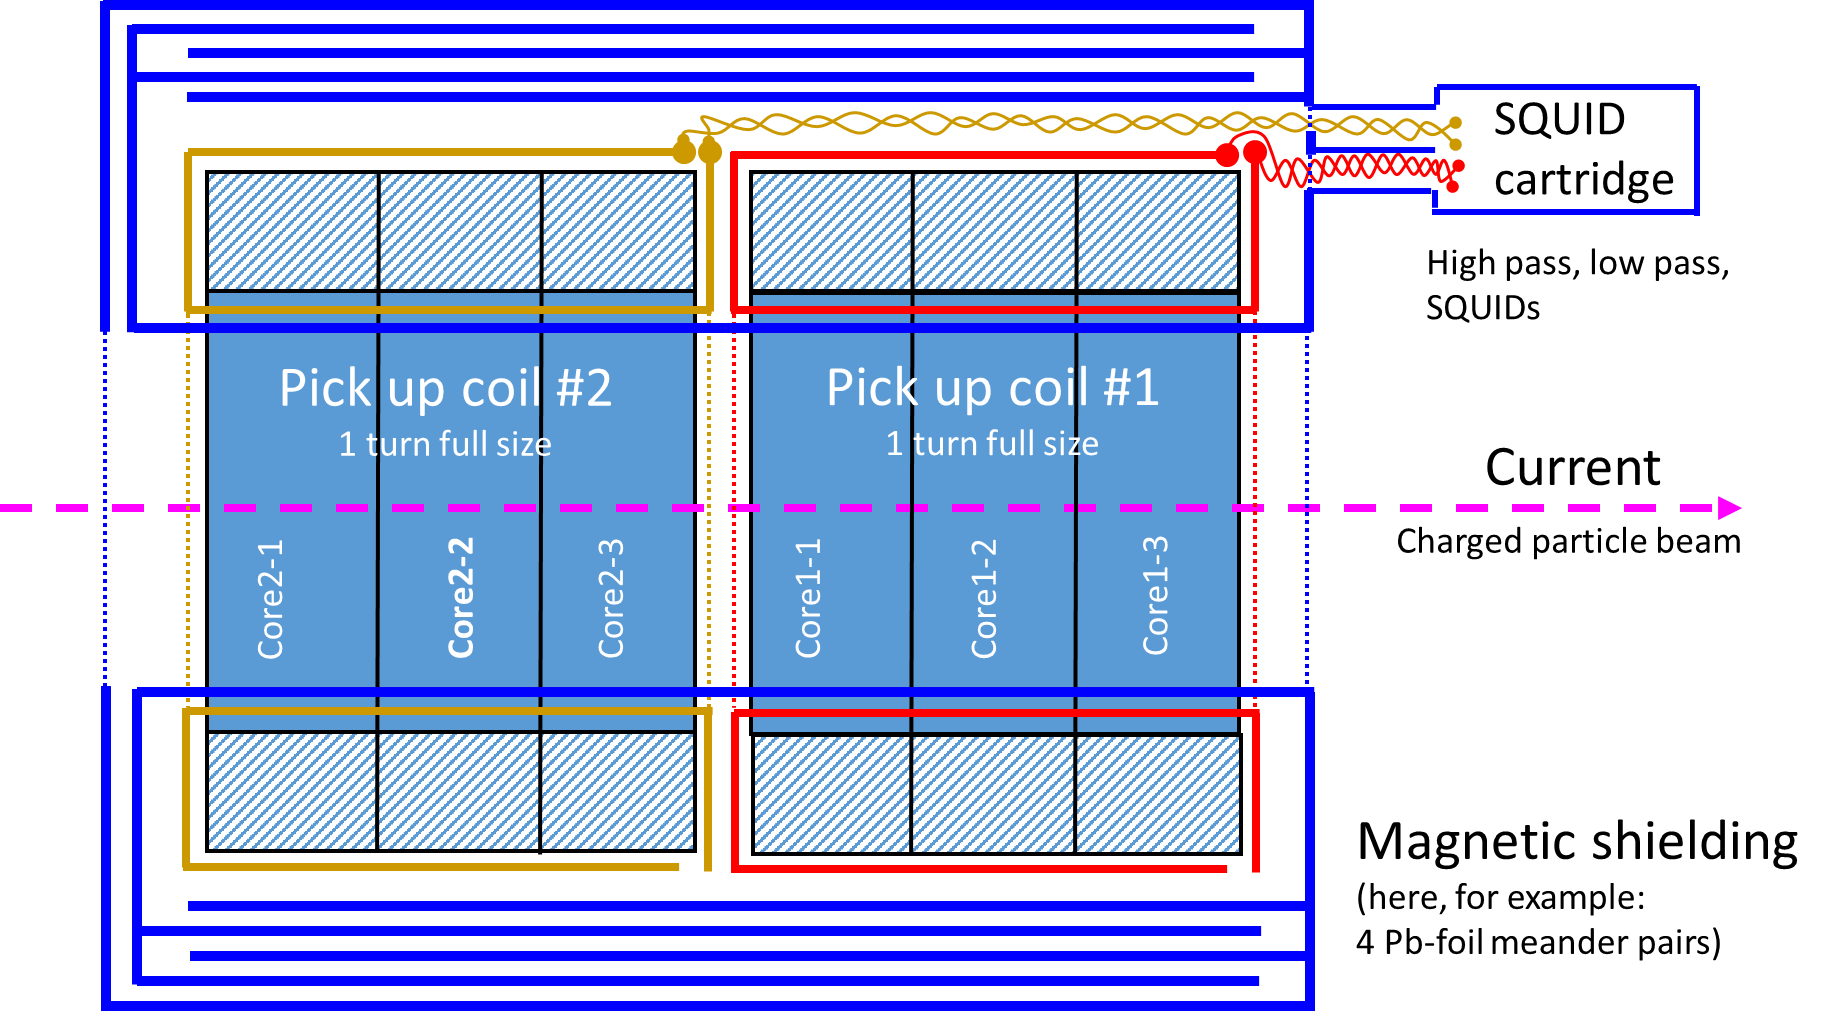 SQUID
cartridge
High pass, low pass,
SQUIDs
Pick up coil #2
1 turn full size
Pick up coil #1
1 turn full size
Current
Charged particle beam
Core2-1
Core2-2
Core2-3
Core1-1
Core1-2
Core1-3
Magnetic shielding
(here, for example:
4 Pb-foil meander pairs)